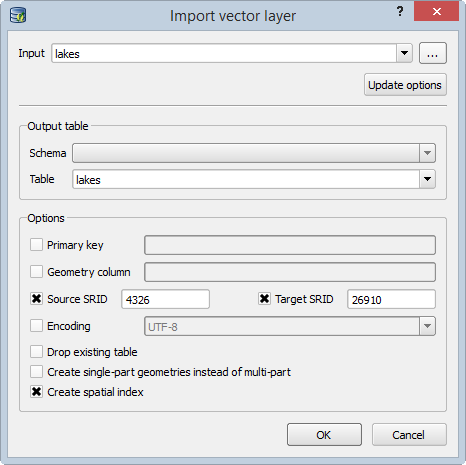 Import vector layer ?
Input lakes ...
Update options
Output table
Schema
Table lakes
Options
Primary key
Geometry column
Source SRID 4326 Target SRID 26910
Encoding UTF-8
Drop existing table
Create single-part geometries instead of multi-part
Create spatial index
OK Cancel